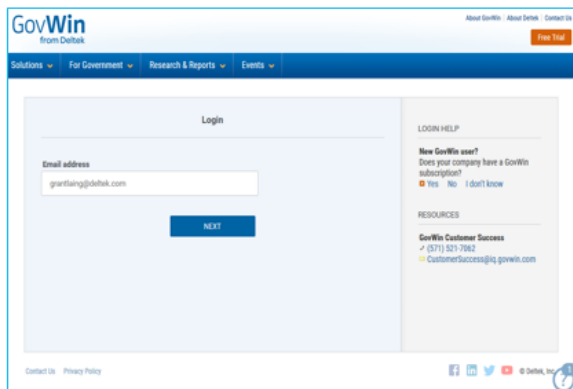 GovWin
from Deltek
About GovWin | About Deltek | Contact Us
Free Trial
Solutions
For Government
Research & Reports
Events
Login
Email address
grantlaing@deltek.com
NEXT
LOGIN HELP
New GovWin user?
Does your company have a GovWin
subscription?
Yes No I don't know
RESOURCES
GovWin Customer Success
(571) 521-7062
CustomerSuccess@iq.govwin.com
Contact Us Privacy Policy
© Deltek, Inc.